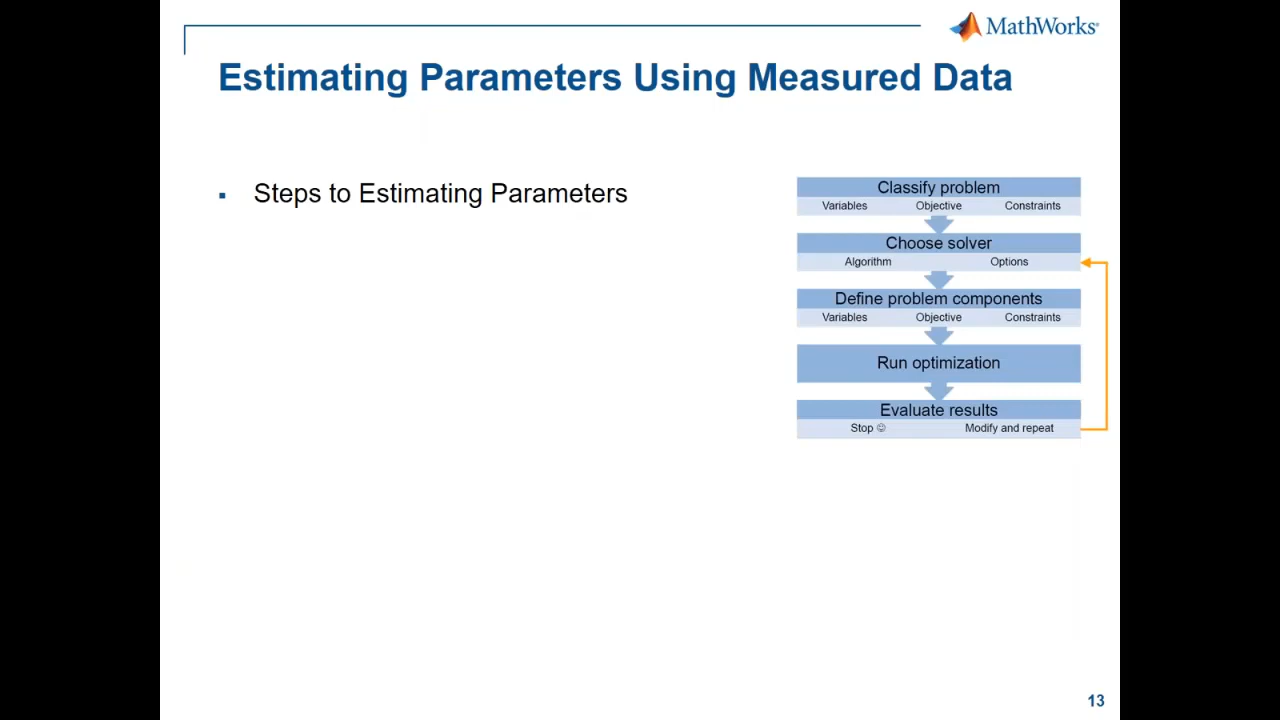 MathWorks®
Estimating Parameters Using Measured Data
▪ Steps to Estimating Parameters
Classify problem
Variables Objective Constraints
Choose solver
Algorithm Options
Define problem components
Variables Objective Constraints
Run optimization
Evaluate results
Stop ☺ Modify and repeat
13